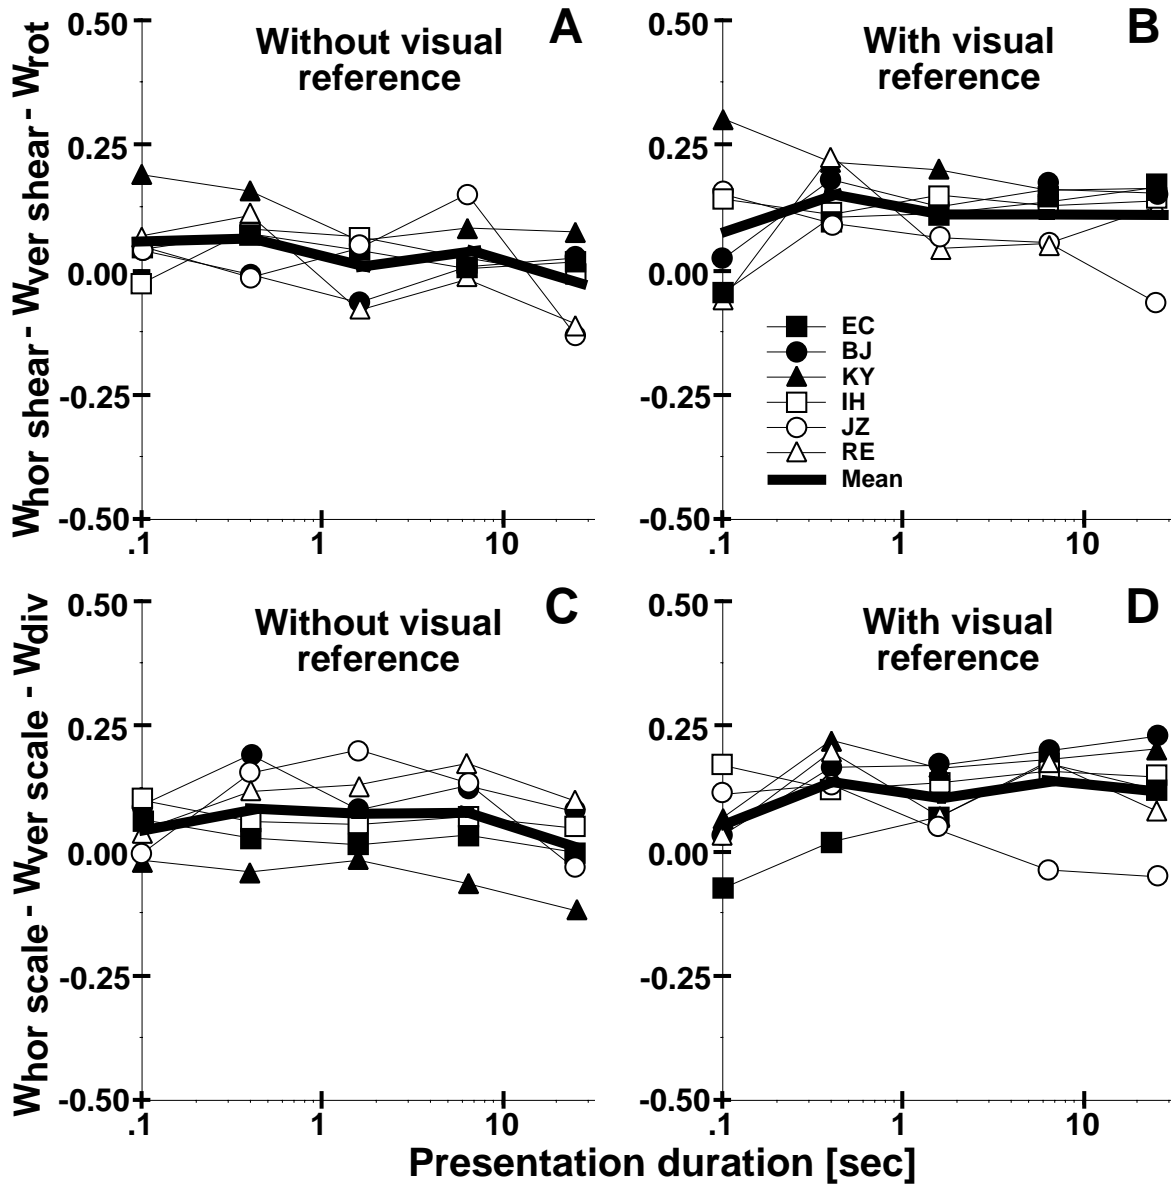 A
Without visual
reference
Whor shear - Wver shear - Wrot
0.50
0.25
0.00
-0.25
-0.50
.1
1
10
B
With visual
reference
0.50
0.25
0.00
-0.25
-0.50
EC
BJ
KY
IH
JZ
RE
Mean
.1
1
10
C
Without visual
reference
Whor scale - Wver scale - Wdiv
0.50
0.25
0.00
-0.25
-0.50
.1
1
10
D
With visual
reference
0.50
0.25
0.00
-0.25
-0.50
.1
1
10
Presentation duration [sec]